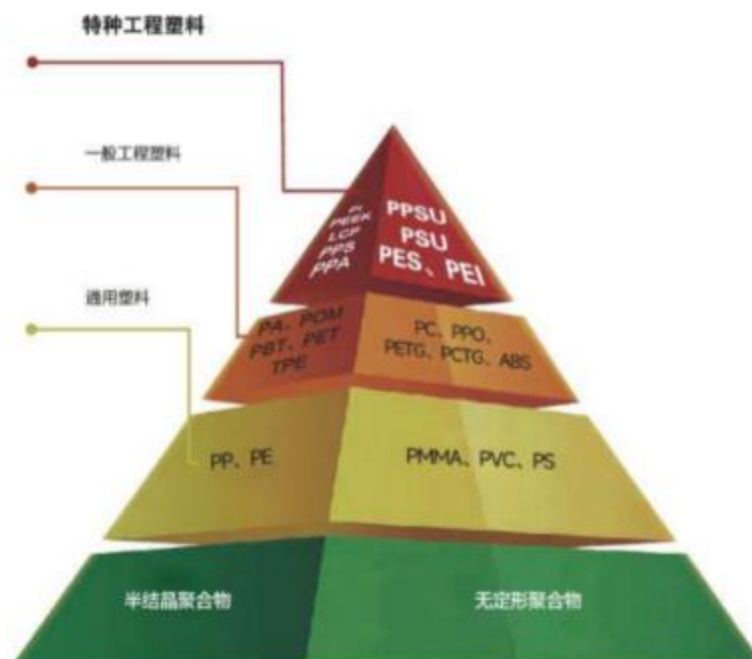 特种工程塑料
一般工程塑料
通用塑料
PI
PEEK
LCP
PPS
PPA
PPSU
PSU
PES、PEI
PA、POM
PBT、PET
TPE
PC、PPO、
PETG、PCTG、ABS
PP、PE
PMMA、PVC、PS
半结晶聚合物
无定形聚合物